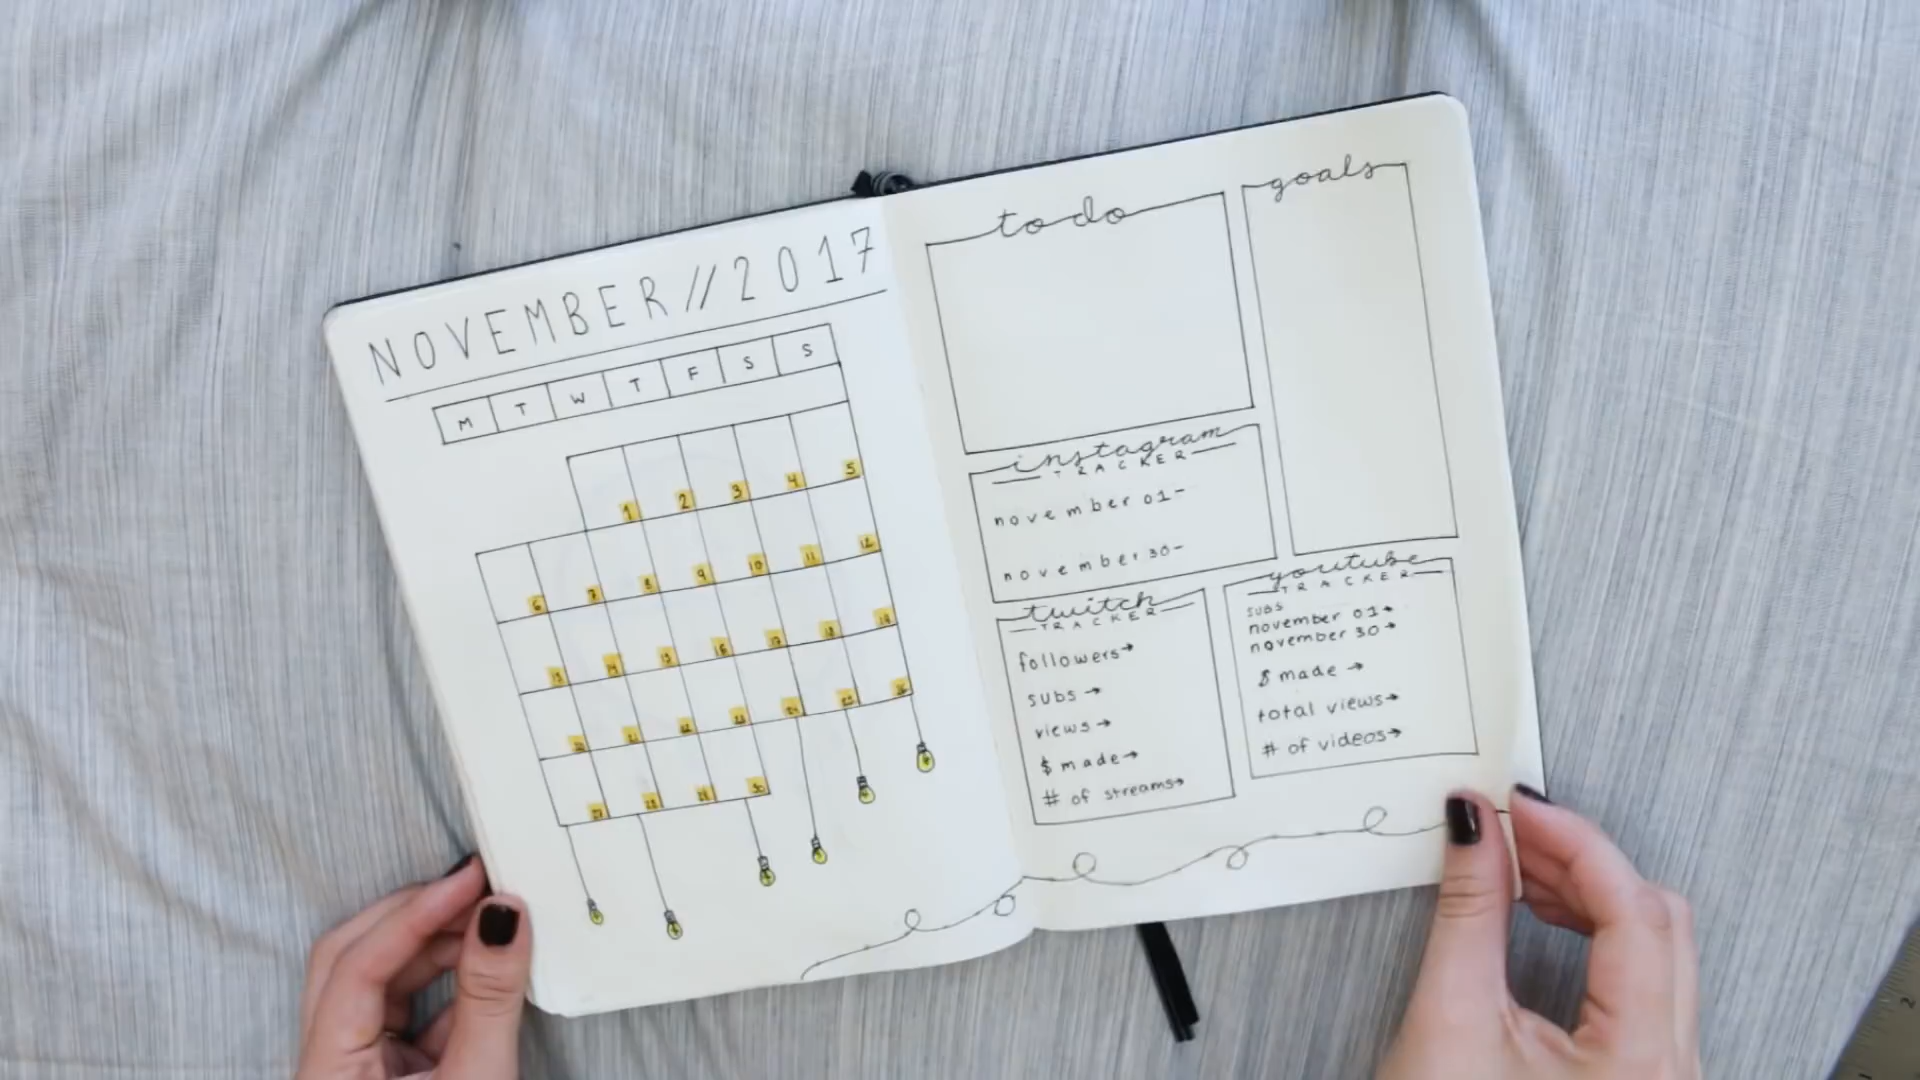 NOVEMBER//2017
M T W T F S S
1 2 3 4 5
6 7 8 9 10 11 12
13 14 15 16 17 18 19
20 21 22 23 24 25 26
27 28 29 30
to do
goals
instagram
TRACKER
november 01-
november 30-
twitch
TRACKER
followers→
subs →
views →
$ made→
# of streams→
youtube
TRACKER
SUBS
november 01→
november 30→
$ made →
total views→
# of videos→
2